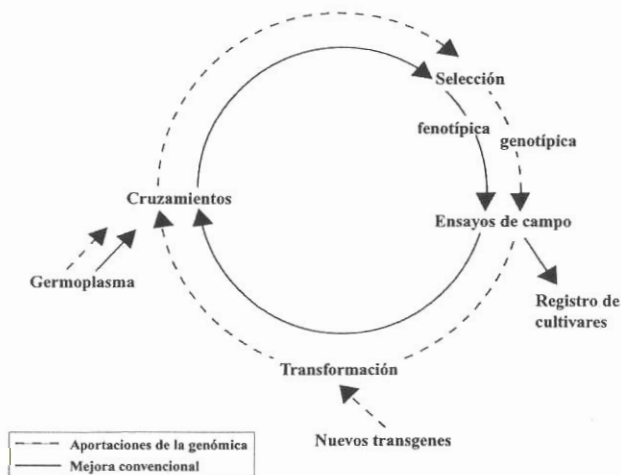 Selección
fenotípica
genotípica
Cruzamientos
Ensayos de campo
Germoplasma
Registro de
cultivares
Transformación
Nuevos transgenes
Aportaciones de la genómica
Mejora convencional